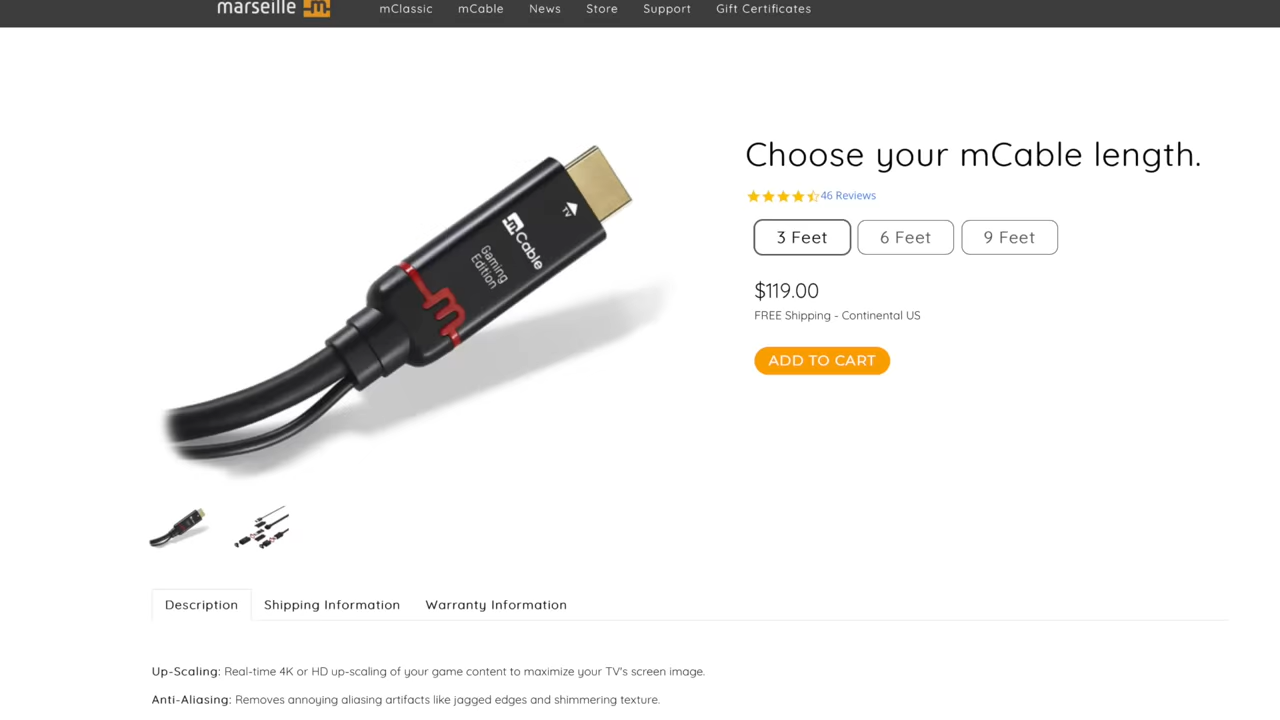 marseille m
mClassic mCable News Store Support Gift Certificates
Choose your mCable length.
46 Reviews
3 Feet 6 Feet 9 Feet
$119.00
FREE Shipping - Continental US
ADD TO CART
TV
m Cable
Gaming
Edition
m
Description Shipping Information Warranty Information
Up-Scaling: Real-time 4K or HD up-scaling of your game content to maximize your TV's screen image.
Anti-Aliasing: Removes annoying aliasing artifacts like jagged edges and shimmering texture.